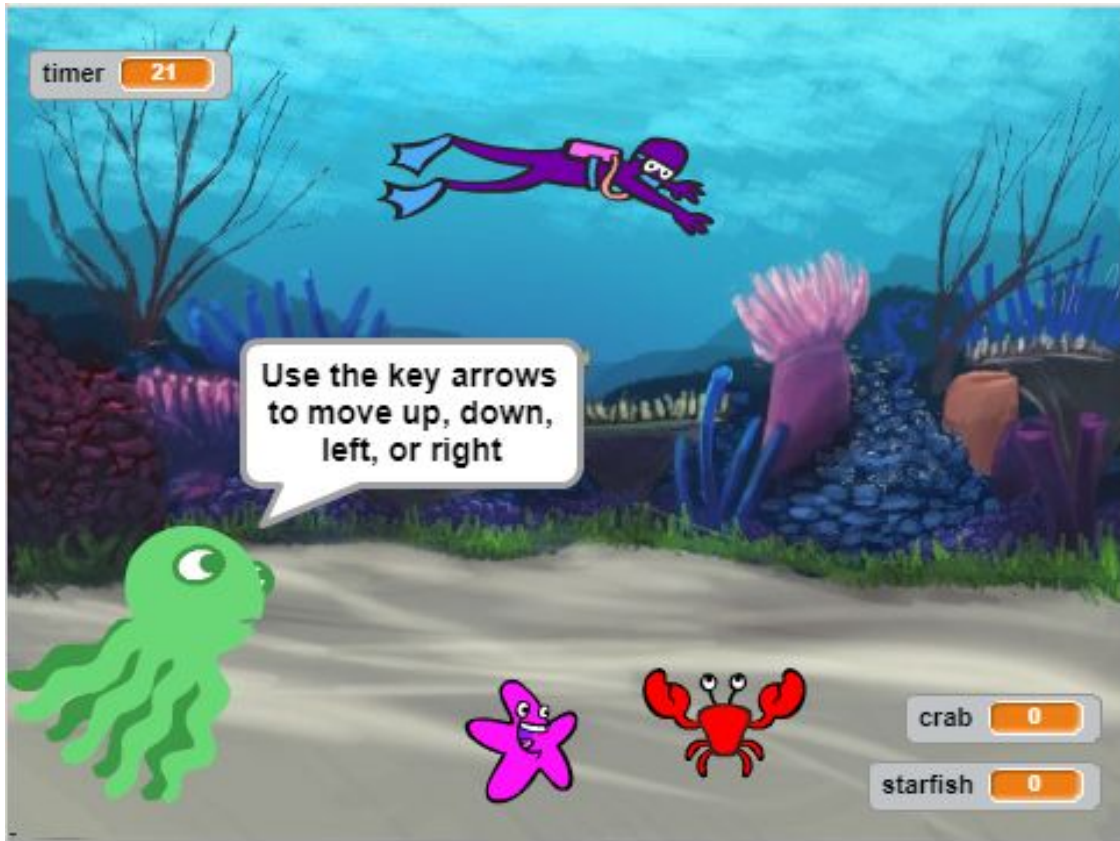 timer 21
Use the key arrows
to move up, down,
left, or right
crab 0
starfish 0